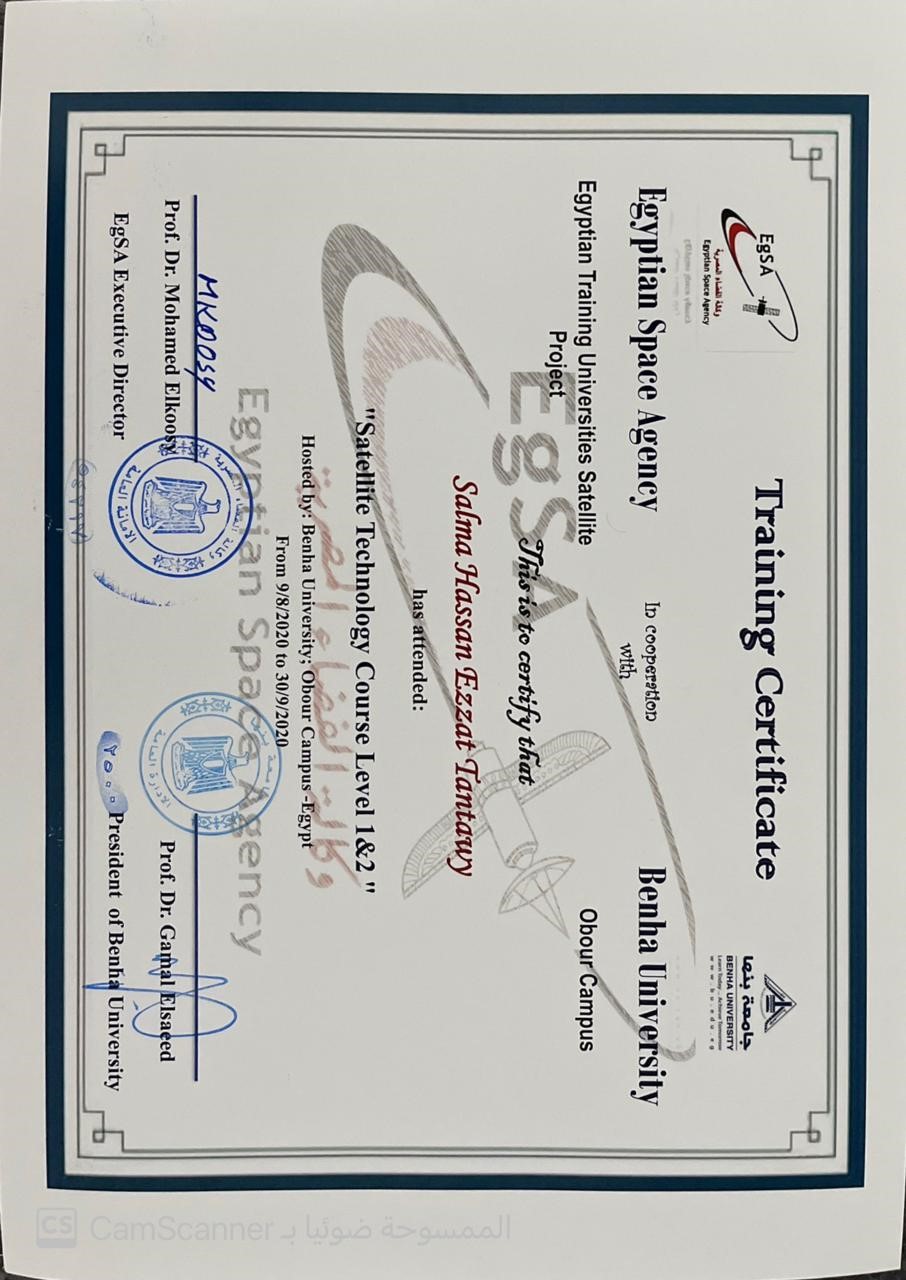 Training Certificate
EgSA
وكالة الفضاء المصرية
Egyptian Space Agency
جامعة بنها
BENHA UNIVERSITY
Learn Today ... Achieve Tomorrow
www.bu.edu.eg
Egyptian Space Agency
In cooperation
with
Benha University
Egyptian Training Universities Satellite
Project
Obour Campus
EgSA
This is to certify that
Salma Hassan Ezzat Tantawy
has attended:
"Satellite Technology Course Level 1&2 "
وكالة الفضاء المصرية
Hosted by: Benha University; Obour Campus -Egypt
From 9/8/2020 to 30/9/2020
Egyptian Space Agency
MKOOSY
وكالة الفضاء المصرية
الامانة العامة
جامعة بنها
الادارة العامة
Prof. Dr. Mohamed Elkoosy
Prof. Dr. Gamal Elsaeed
EgSA Executive Director
٢٥٠٠
President of Benha University
الممسوحة ضوئيا بـ CamScanner
CS